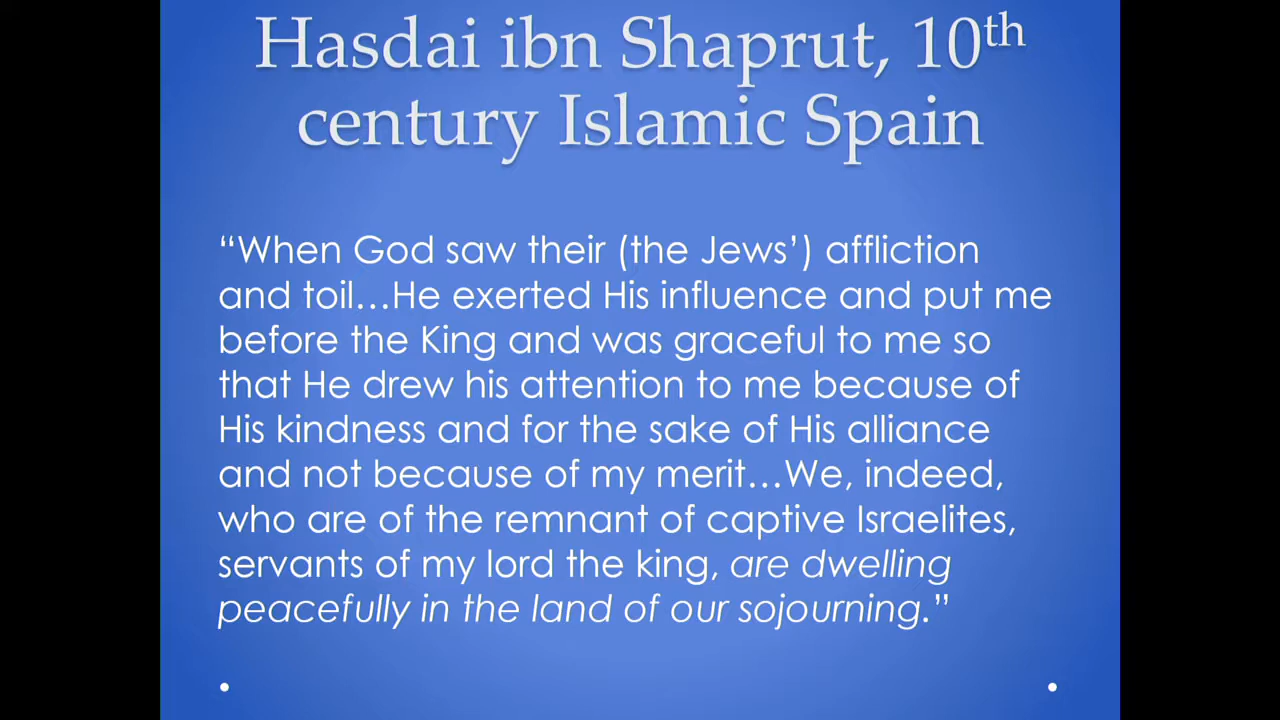 Hasdai ibn Shaprut, 10th
century Islamic Spain
“When God saw their (the Jews’) affliction
and toil…He exerted His influence and put me
before the King and was graceful to me so
that He drew his attention to me because of
His kindness and for the sake of His alliance
and not because of my merit…We, indeed,
who are of the remnant of captive Israelites,
servants of my lord the king, are dwelling
peacefully in the land of our sojourning.”